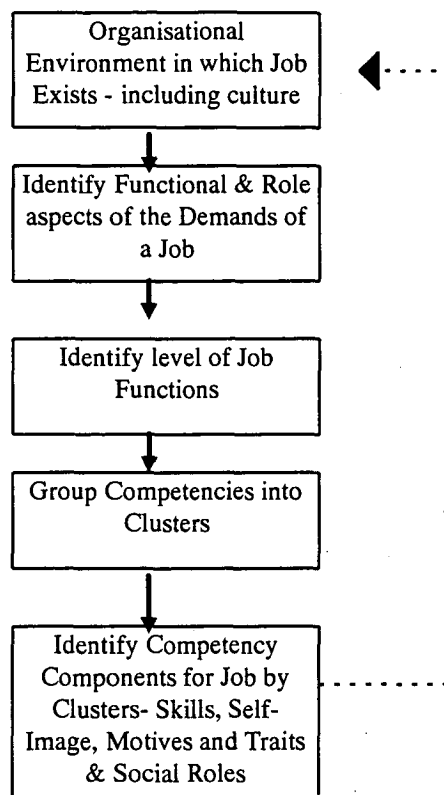 Organisational
Environment in which Job
Exists - including culture
Identify Functional & Role
aspects of the Demands of
a Job
Identify level of Job
Functions
Group Competencies into
Clusters
Identify Competency
Components for Job by
Clusters- Skills, Self-
Image, Motives and Traits
& Social Roles